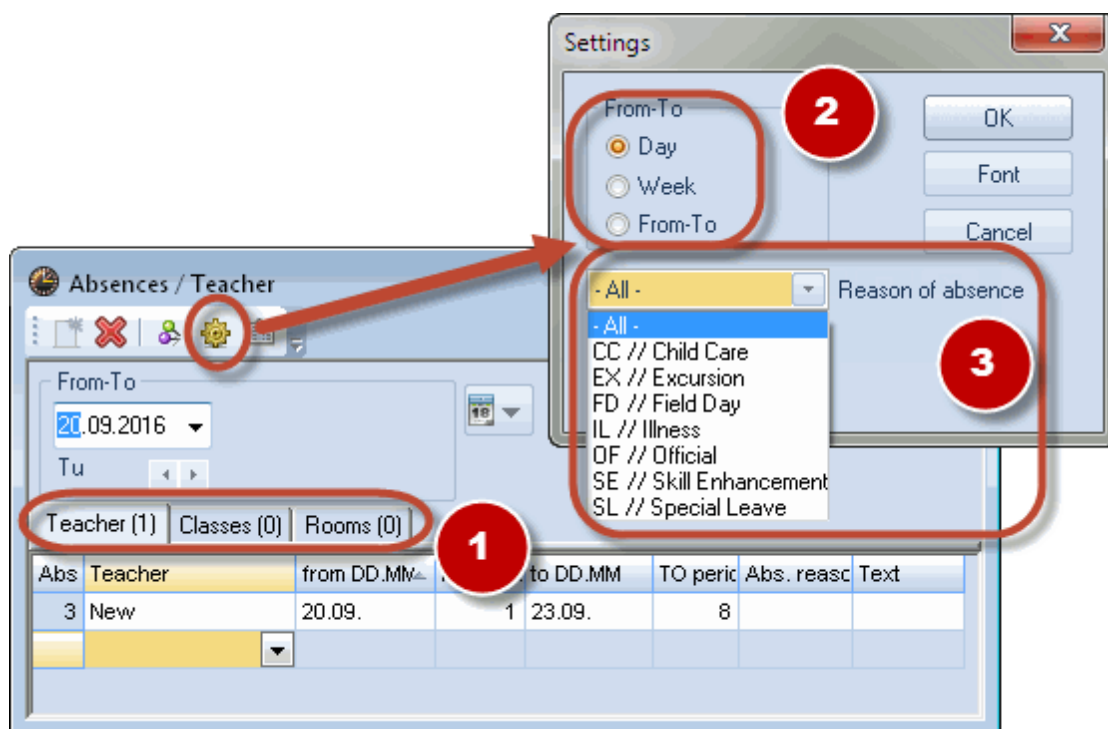 Settings
From-To
Day
Week
From-To
OK
Font
Cancel
2
- All -
Reason of absence
- All -
CC // Child Care
EX // Excursion
FD // Field Day
IL // Illness
OF // Official
SE // Skill Enhancement
SL // Special Leave
3
Absences / Teacher
From-To
20.09.2016
18
Tu
Teacher (1) Classes (0) Rooms (0)
1
Abs Teacher from DD.MM to DD.MM TO peric Abs. reasc Text
3 New 20.09. 1 23.09. 8